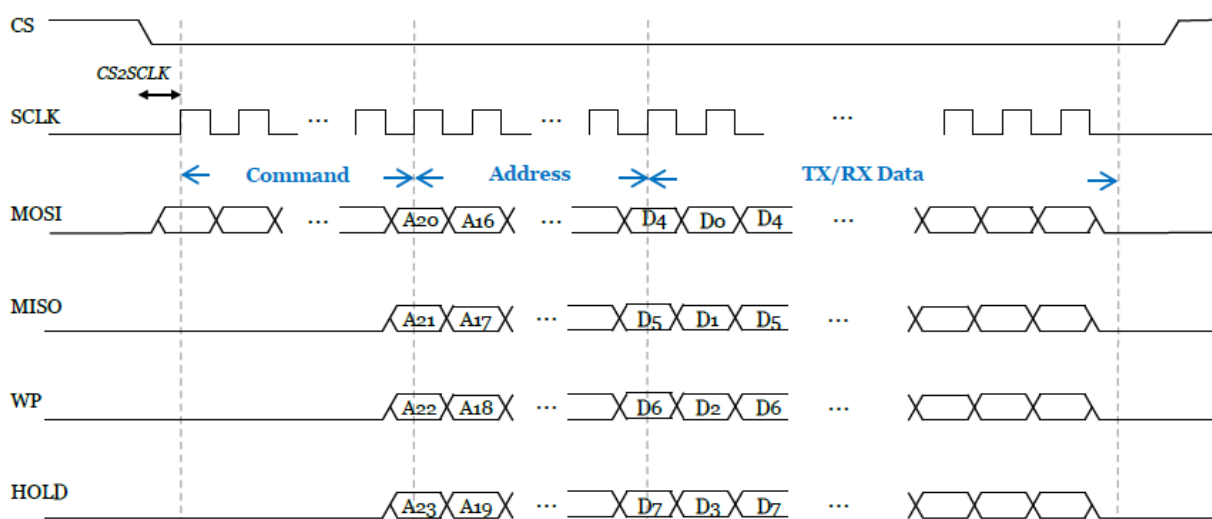 CS
CS2SCLK
SCLK ... ... ...
Command Address TX/RX Data
MOSI ... A20 A16 ... D4 D0 D4 ...
MISO A21 A17 ... D5 D1 D5 ...
WP A22 A18 ... D6 D2 D6 ...
HOLD A23 A19 ... D7 D3 D7 ...